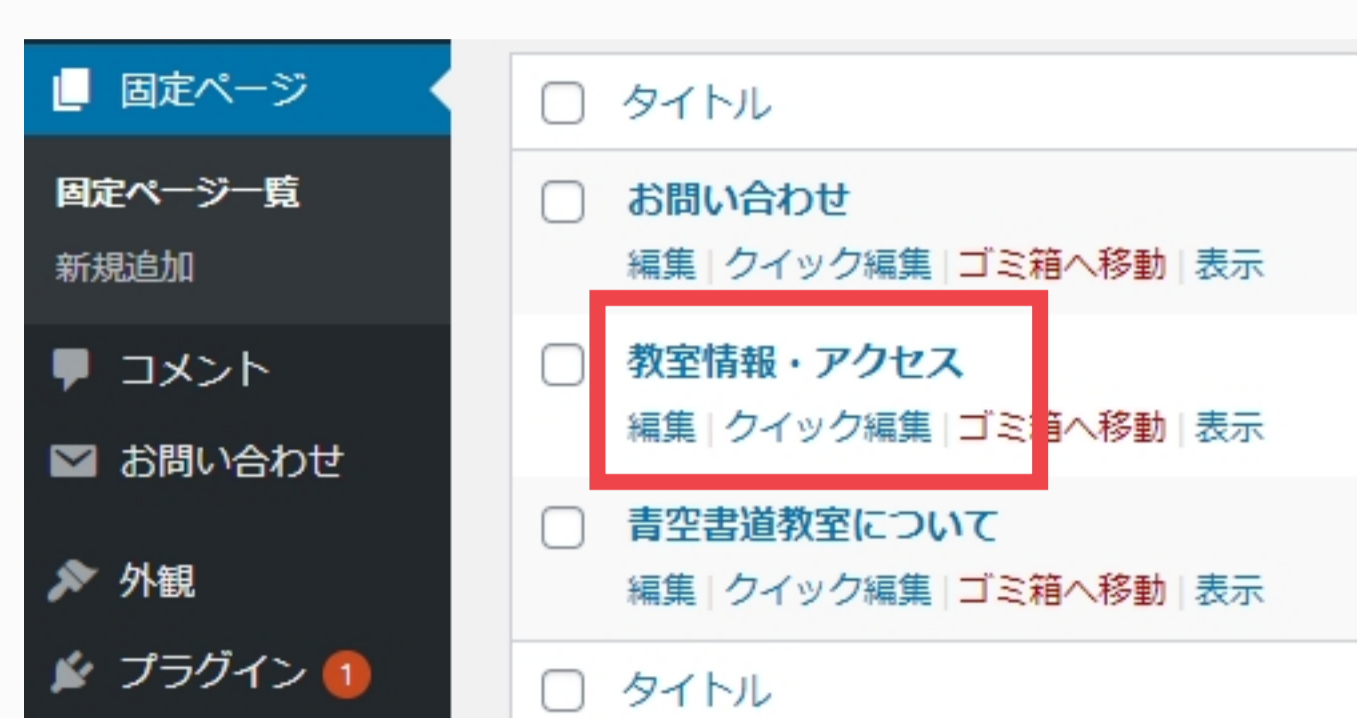 固定ページ
固定ページ一覧
新規追加
コメント
お問い合わせ
外観
プラグイン 1
タイトル
お問い合わせ
編集 | クイック編集 | ゴミ箱へ移動 | 表示
教室情報・アクセス
編集 | クイック編集 | ゴミ箱へ移動 | 表示
青空書道教室について
編集 | クイック編集 | ゴミ箱へ移動 | 表示
タイトル